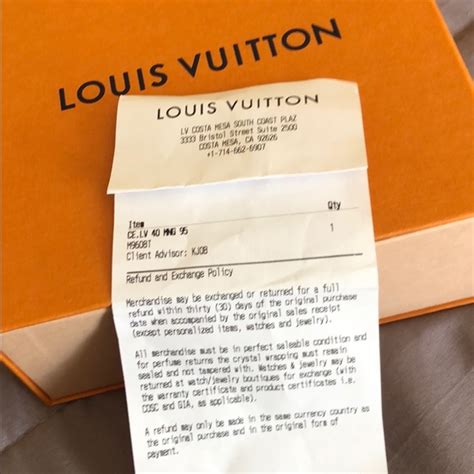 LOUIS VUITTON
LOUIS VUITTON
LV COSTA MESA SOUTH COAST PLAZ
3333 Bristol Street Suite 2500
COSTA MESA, CA 92626
+1-714-662-6907
Item Qty
CE.LV 40 MNG 95 1
M9608T
Client Advisor: KJOB
Refund and Exchange Policy
Merchandise may be exchanged or returned for a full
refund within thirty (30) days of the original purchase
date when accompanied by the original sales receipt
(except personalized items, watches and jewelry).
All merchandise must be in perfect saleable condition and
for perfume returns the crystal wrapping must remain
sealed and not tampered with. Watches & jewelry may be
returned at watch/jewelry boutiques for exchange (with
the warranty certificate and product certificates i.e.
COSC and GIA, as applicable).
A refund may only be made in the same currency country as
the original purchase and in the original form of
payment.